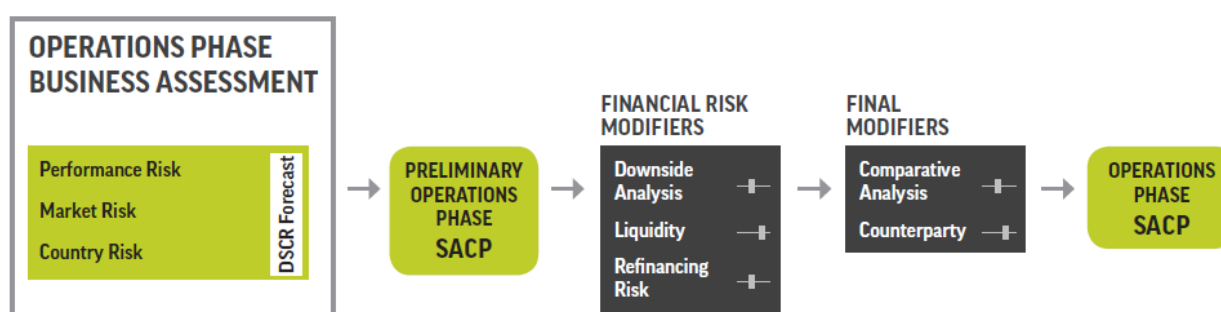 OPERATIONS PHASE
BUSINESS ASSESSMENT
Performance Risk
Market Risk
Country Risk
DSCR Forecast
PRELIMINARY
OPERATIONS
PHASE
SACP
FINANCIAL RISK
MODIFIERS
Downside
Analysis
Liquidity
Refinancing
Risk
FINAL
MODIFIERS
Comparative
Analysis
Counterparty
OPERATIONS
PHASE
SACP